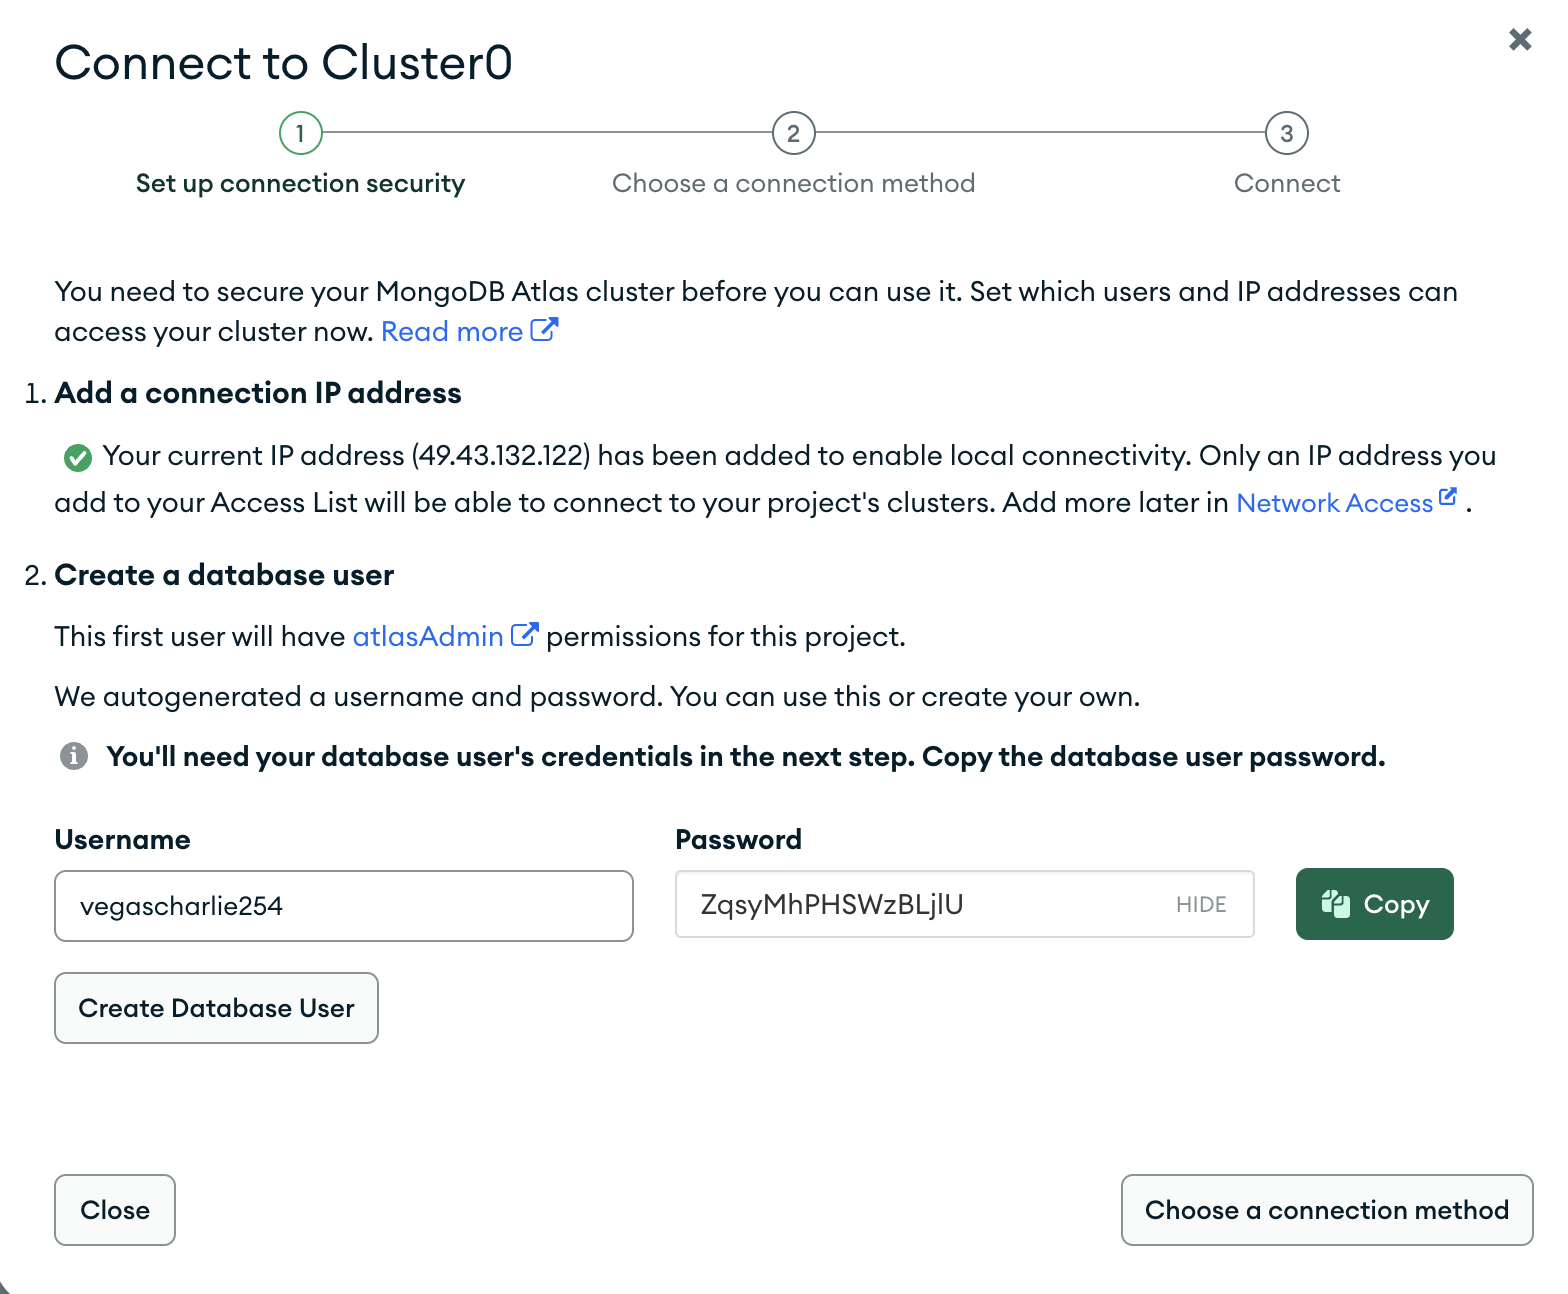 Connect to Cluster0
1
2
3
Set up connection security
Choose a connection method
Connect
You need to secure your MongoDB Atlas cluster before you can use it. Set which users and IP addresses can
access your cluster now. Read more
1. Add a connection IP address
Your current IP address (49.43.132.122) has been added to enable local connectivity. Only an IP address you
add to your Access List will be able to connect to your project's clusters. Add more later in Network Access .
2. Create a database user
This first user will have atlasAdmin permissions for this project.
We autogenerated a username and password. You can use this or create your own.
You'll need your database user's credentials in the next step. Copy the database user password.
Username
Password
vegascharlie254
ZqsyMhPHSWzBLjlU
HIDE
Copy
Create Database User
Close
Choose a connection method